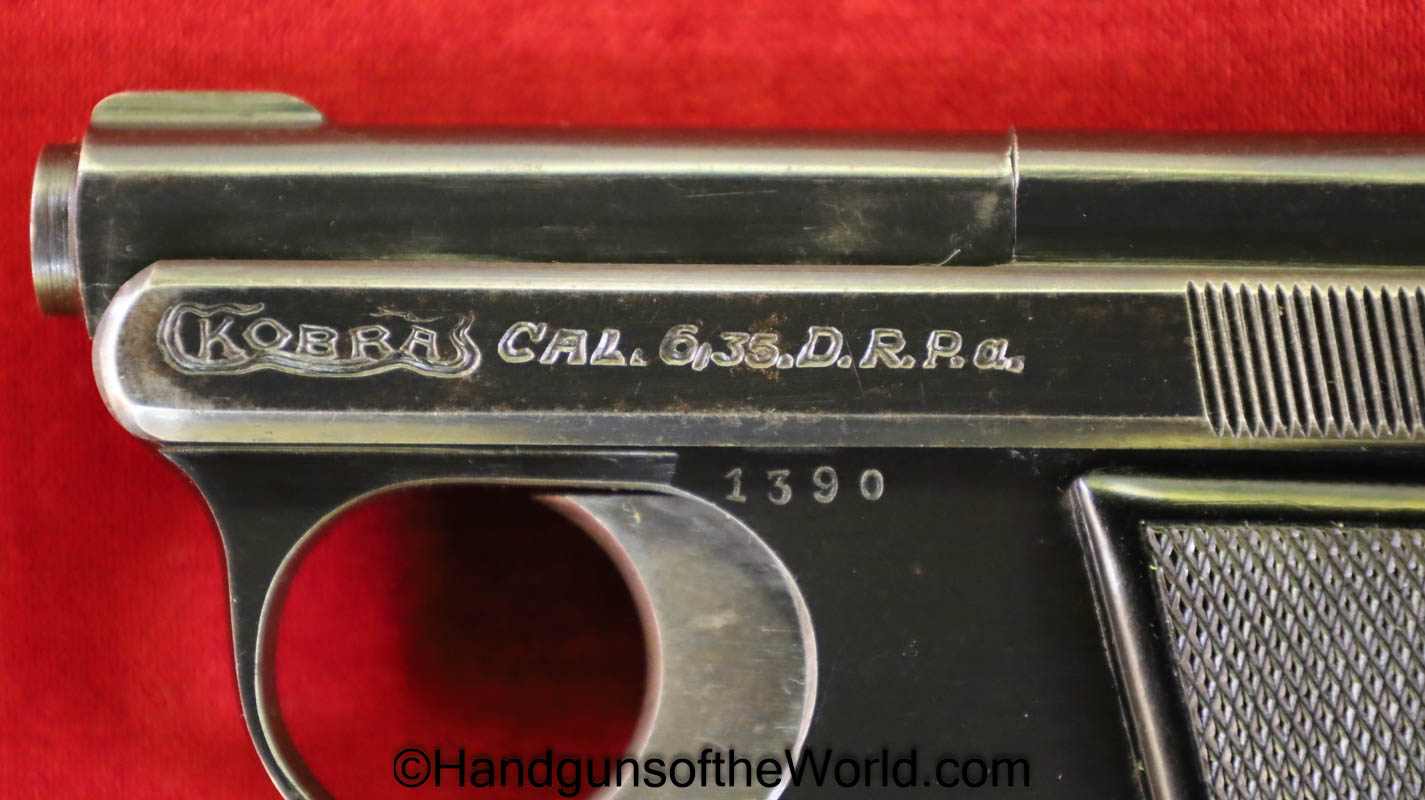 KOBRA CAL. 6,35. D.R.P.a.
1390
©HandgunsoftheWorld.com